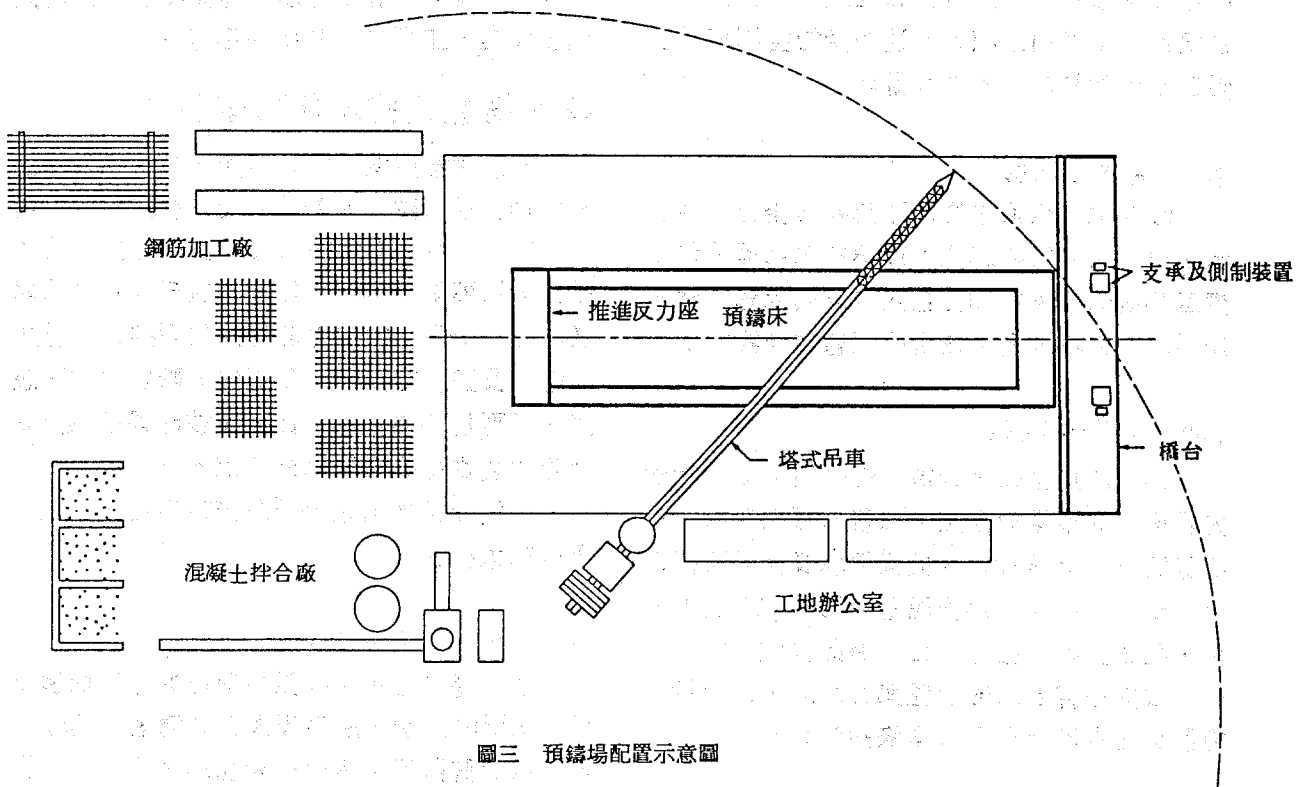 鋼筋加工廠
支承及側制裝置
推進反力座
預鑄床
橋台
塔式吊車
混凝土拌合廠
工地辦公室
圖三 預鑄場配置示意圖